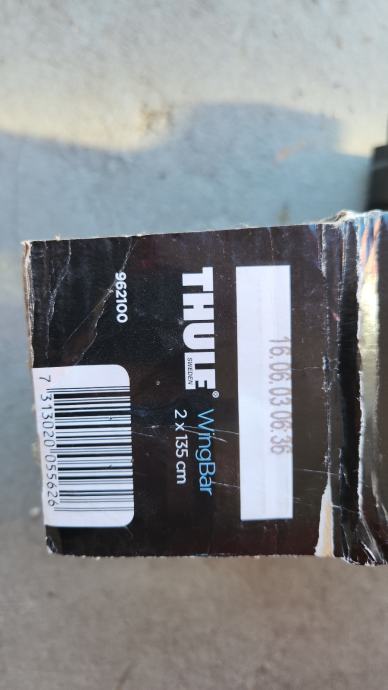 16.06.03 06:36
THULE®
SWEDEN
WingBar
2 x 135 cm
962100
7 313020 055626